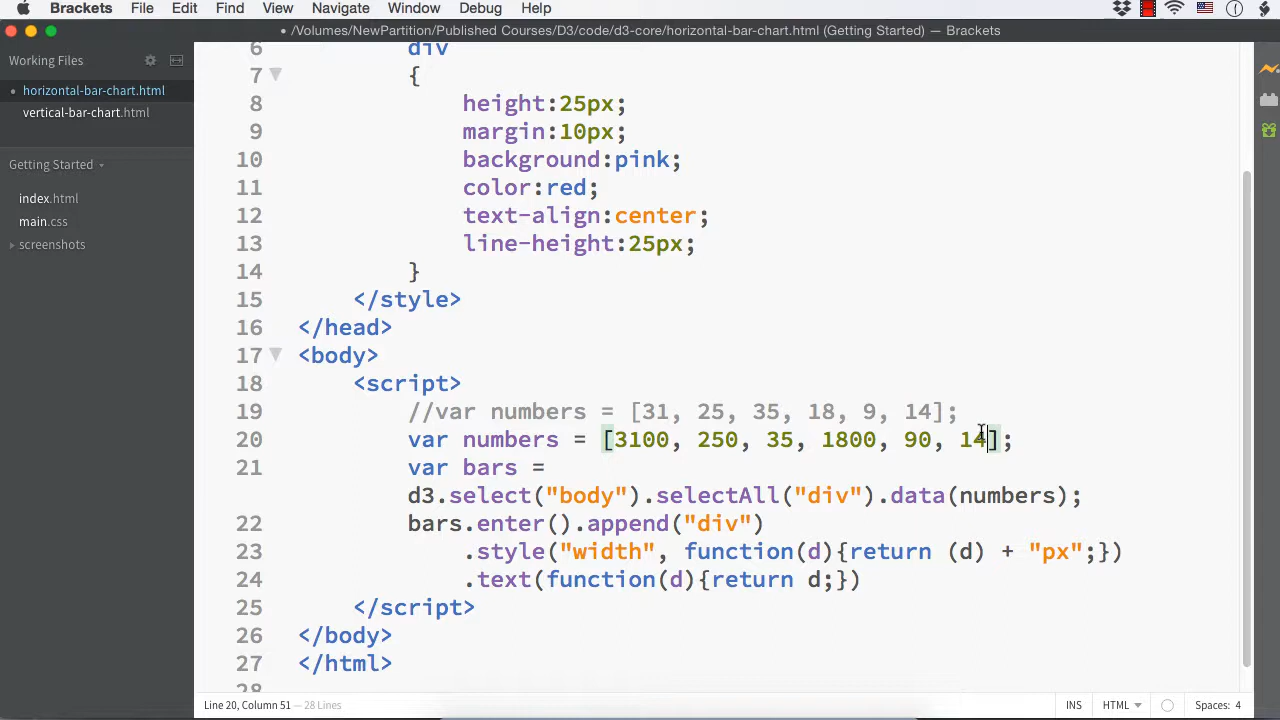 Brackets File Edit Find View Navigate Window Debug Help
• /Volumes/NewPartition/Published Courses/D3/code/d3-core/horizontal-bar-chart.html (Getting Started) — Brackets
Working Files
• horizontal-bar-chart.html
vertical-bar-chart.html
Getting Started
index.html
main.css
screenshots
6 div
7 {
8 height:25px;
9 margin:10px;
10 background:pink;
11 color:red;
12 text-align:center;
13 line-height:25px;
14 }
15 </style>
16 </head>
17 <body>
18 <script>
19 //var numbers = [31, 25, 35, 18, 9, 14];
20 var numbers = [3100, 250, 35, 1800, 90, 14];
21 var bars =
d3.select("body").selectAll("div").data(numbers);
22 bars.enter().append("div")
23 .style("width", function(d){return (d) + "px";})
24 .text(function(d){return d;})
25 </script>
26 </body>
27 </html>
28
Line 20, Column 51 — 28 Lines
INS HTML Spaces: 4